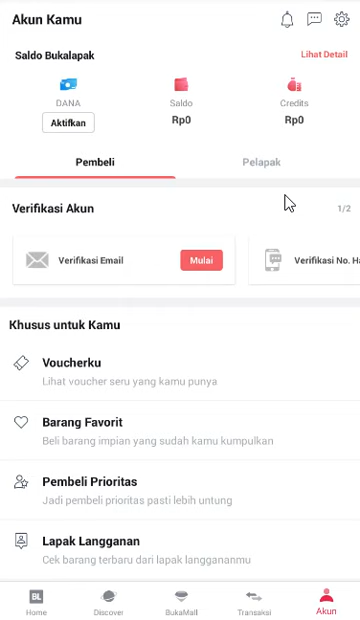 Akun Kamu
Saldo Bukalapak
Lihat Detail
DANA
Saldo
Credits
Aktifkan
Rp0
Rp0
Pembeli
Pelapak
Verifikasi Akun
1/2
Verifikasi Email
Mulai
Verifikasi No. Ha
Khusus untuk Kamu
Voucherku
Lihat voucher seru yang kamu punya
Barang Favorit
Beli barang impian yang sudah kamu kumpulkan
Pembeli Prioritas
Jadi pembeli prioritas pasti lebih untung
Lapak Langganan
Cek barang terbaru dari lapak langgananmu
BL
Home
Discover
BukaMall
Transaksi
Akun